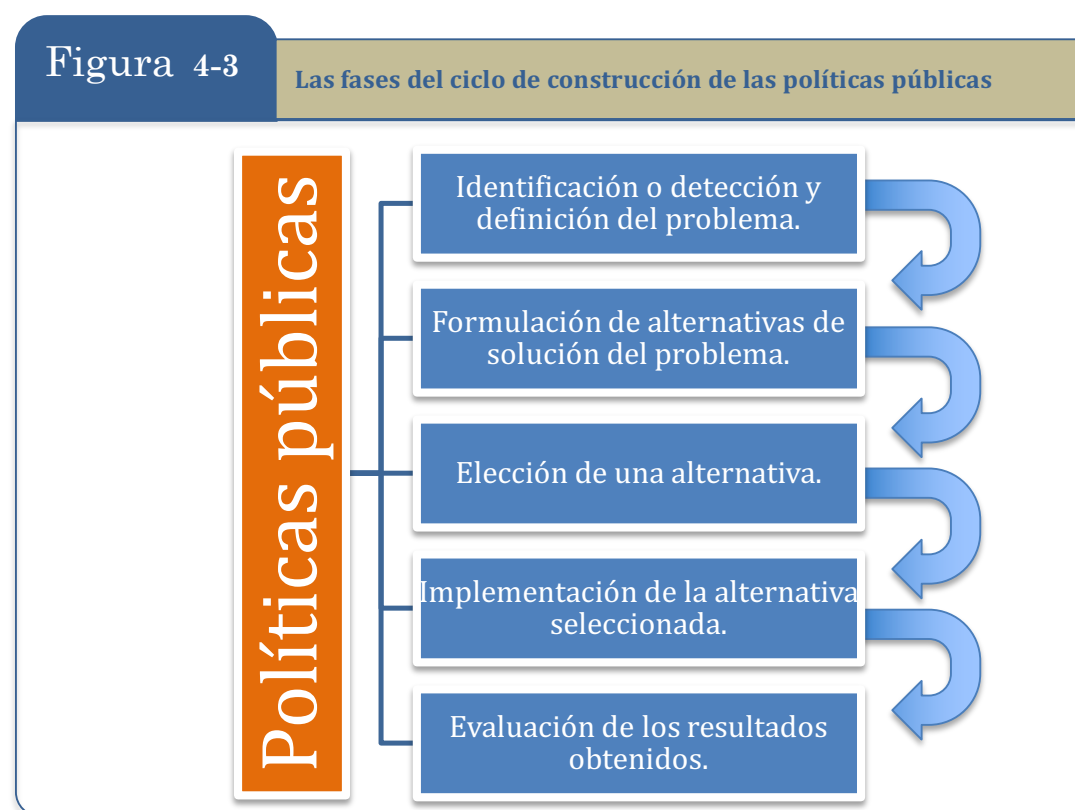 Figura 4-3
Las fases del ciclo de construcción de las políticas públicas
Políticas públicas
Identificación o detección y
definición del problema.
Formulación de alternativas de
solución del problema.
Elección de una alternativa.
Implementación de la alternativa
seleccionada.
Evaluación de los resultados
obtenidos.